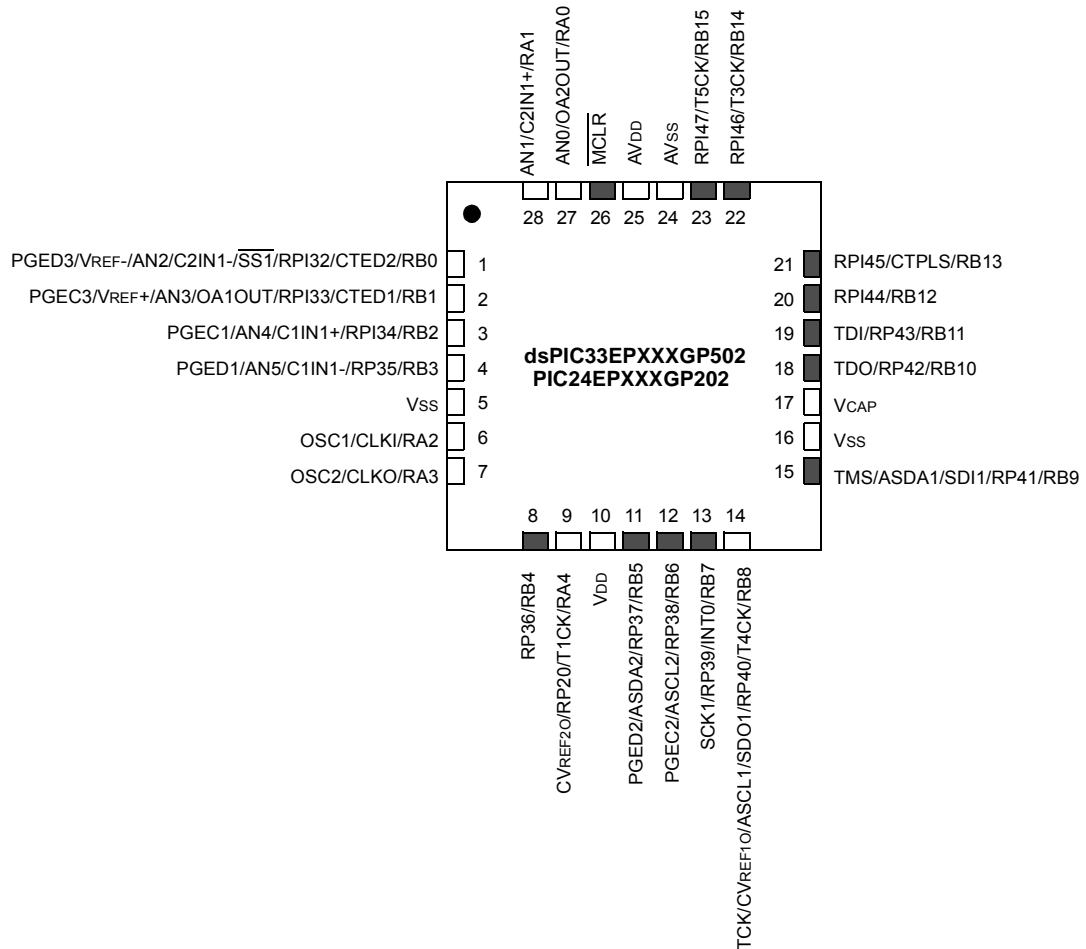 AN1/C2IN1+/RA1
AN0/OA2OUT/RA0
MCLR
AVDD
AVSS
RPI47/T5CK/RB15
RPI46/T3CK/RB14
28 27 26 25 24 23 22
PGED3/VREF-/AN2/C2IN1-/SS1/RPI32/CTED2/RB0 1
PGEC3/VREF+/AN3/OA1OUT/RPI33/CTED1/RB1 2
PGEC1/AN4/C1IN1+/RPI34/RB2 3
PGED1/AN5/C1IN1-/RP35/RB3 4
VSS 5
OSC1/CLKI/RA2 6
OSC2/CLKO/RA3 7
dsPIC33EPXXXGP502
PIC24EPXXXGP202
21 RPI45/CTPLS/RB13
20 RPI44/RB12
19 TDI/RP43/RB11
18 TDO/RP42/RB10
17 VCAP
16 VSS
15 TMS/ASDA1/SDI1/RP41/RB9
8 9 10 11 12 13 14
RP36/RB4
CVREF2O/RP20/T1CK/RA4
VDD
PGED2/ASDA2/RP37/RB5
PGEC2/ASCL2/RP38/RB6
SCK1/RP39/INT0/RB7
TCK/CVREF1O/ASCL1/SDO1/RP40/T4CK/RB8